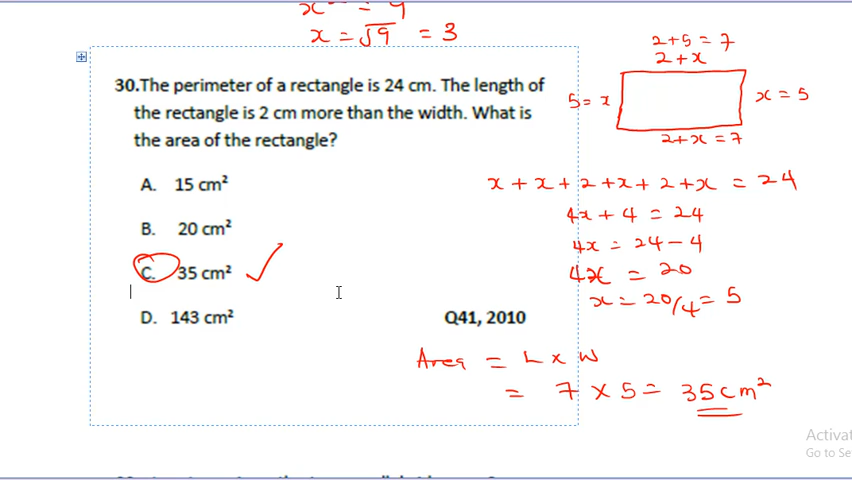 x² = 9
x = √9 = 3
30.The perimeter of a rectangle is 24 cm. The length of
the rectangle is 2 cm more than the width. What is
the area of the rectangle?
A. 15 cm²
B. 20 cm²
C. 35 cm²
D. 143 cm²
Q41, 2010
2+5 = 7
2+x
5 = x
x = 5
2+x = 7
x + x + 2 + x + 2 + x = 24
4x + 4 = 24
4x = 24 - 4
4x = 20
x = 20/4 = 5
Area = L x W
= 7 x 5 = 35cm²
Activat
Go to Se